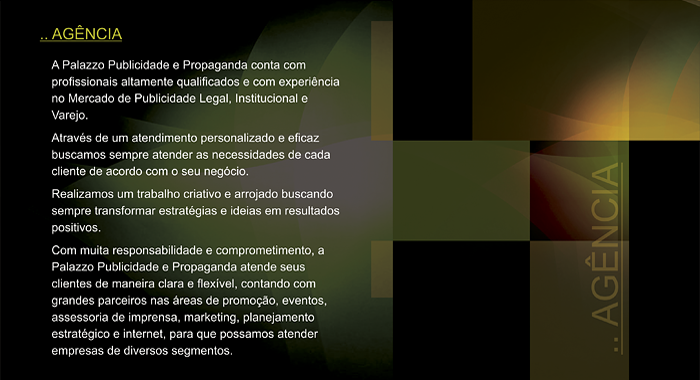 .. AGÊNCIA
A Palazzo Publicidade e Propaganda conta com
profissionais altamente qualificados e com experiência
no Mercado de Publicidade Legal, Institucional e
Varejo.
Através de um atendimento personalizado e eficaz
buscamos sempre atender as necessidades de cada
cliente de acordo com o seu negócio.
Realizamos um trabalho criativo e arrojado buscando
sempre transformar estratégias e ideias em resultados
positivos.
Com muita responsabilidade e comprometimento, a
Palazzo Publicidade e Propaganda atende seus
clientes de maneira clara e flexível, contando com
grandes parceiros nas áreas de promoção, eventos,
assessoria de imprensa, marketing, planejamento
estratégico e internet, para que possamos atender
empresas de diversos segmentos.
.. AGÊNCIA